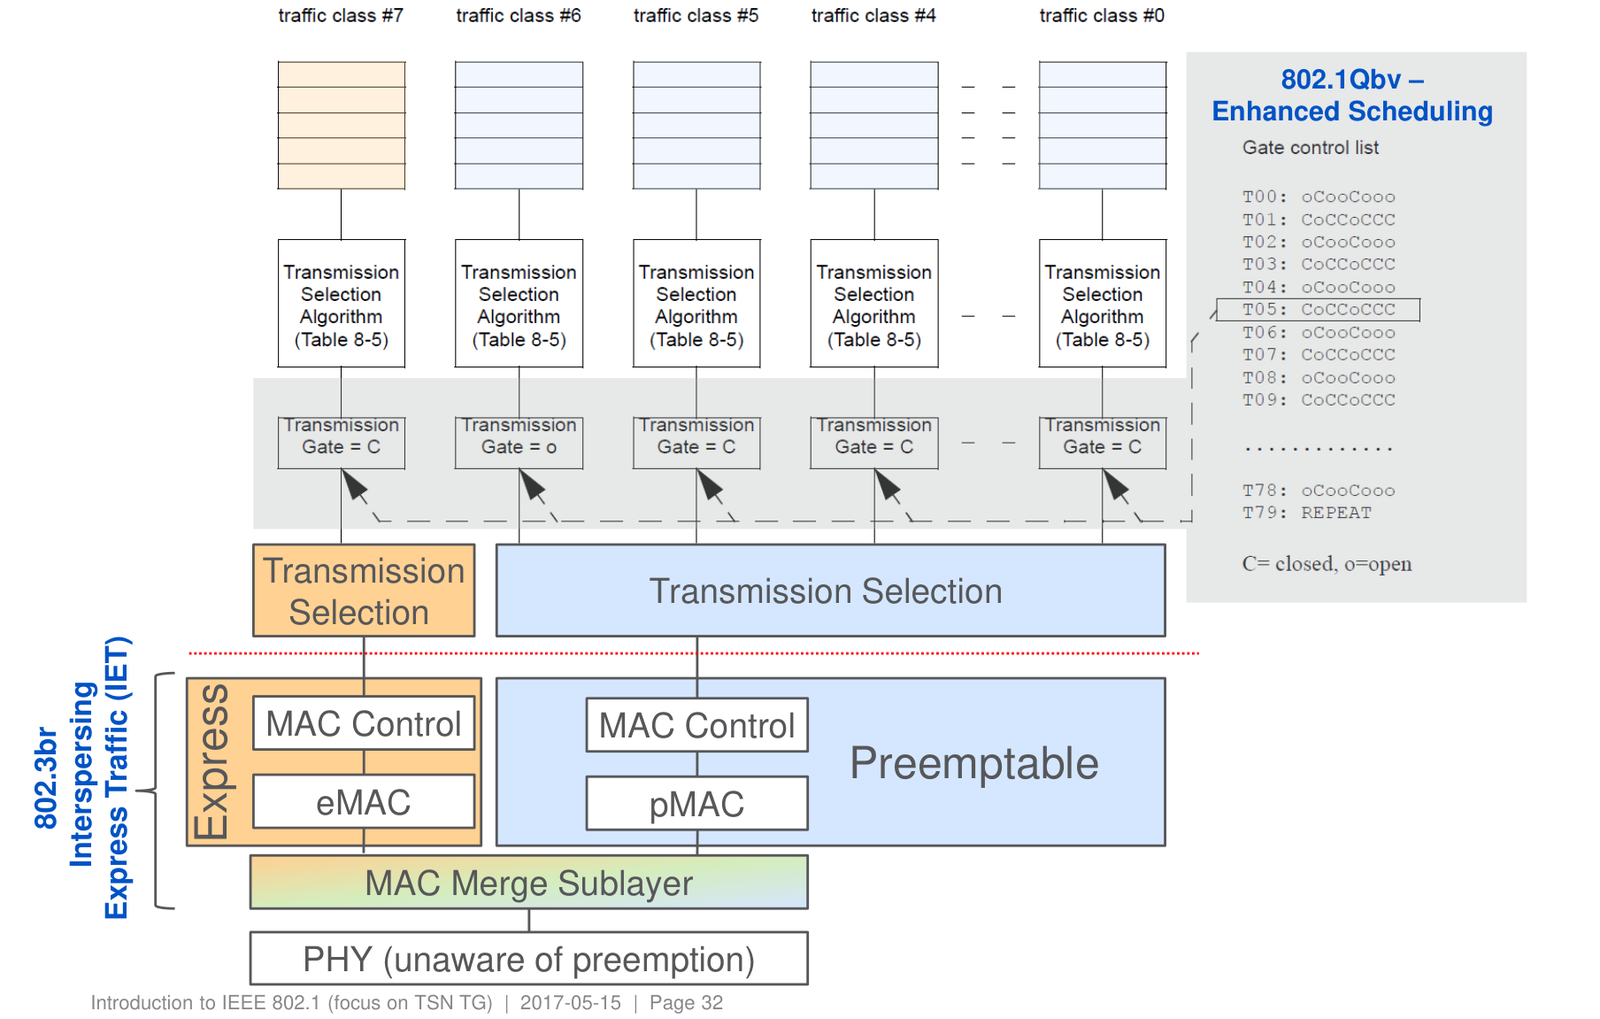 traffic class #7
traffic class #6
traffic class #5
traffic class #4
traffic class #0
802.1Qbv –
Enhanced Scheduling
Gate control list
T00: oCooCooo
T01: CoCCoCCC
T02: oCooCooo
T03: CoCCoCCC
T04: oCooCooo
T05: CoCCoCCC
T06: oCooCooo
T07: CoCCoCCC
T08: oCooCooo
T09: CoCCoCCC
.............
T78: oCooCooo
T79: REPEAT
C= closed, o=open
Transmission
Selection
Algorithm
(Table 8-5)
Transmission
Selection
Algorithm
(Table 8-5)
Transmission
Selection
Algorithm
(Table 8-5)
Transmission
Selection
Algorithm
(Table 8-5)
Transmission
Selection
Algorithm
(Table 8-5)
Transmission
Gate = C
Transmission
Gate = o
Transmission
Gate = C
Transmission
Gate = C
Transmission
Gate = C
Transmission
Selection
Transmission Selection
802.3br
Interspersing
Express Traffic (IET)
Express
MAC Control
eMAC
MAC Control
pMAC
Preemptable
MAC Merge Sublayer
PHY (unaware of preemption)
Introduction to IEEE 802.1 (focus on TSN TG) | 2017-05-15 | Page 32